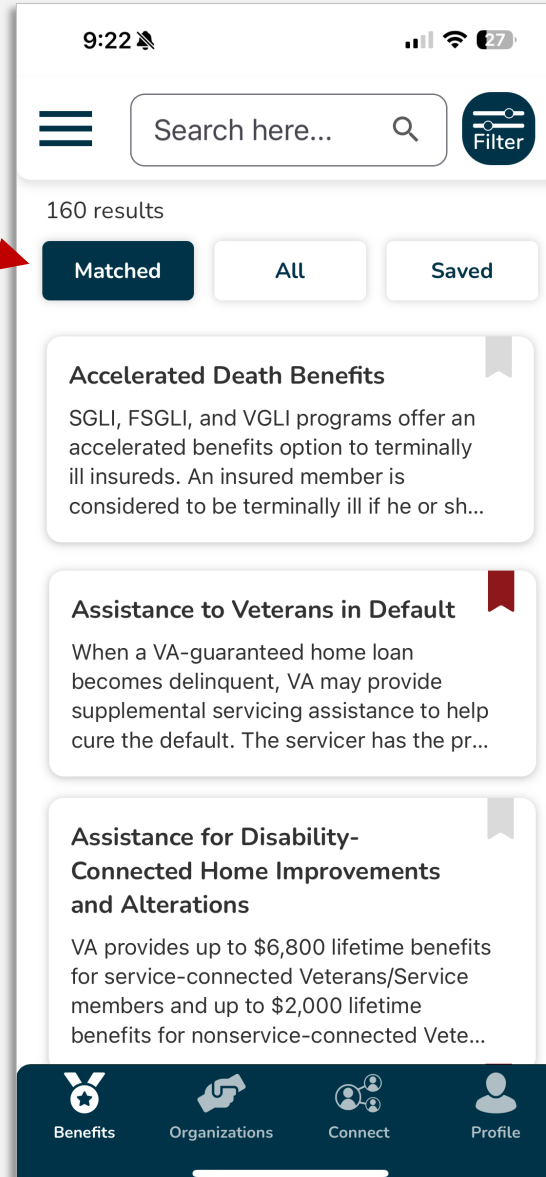 9:22
27
Search here...
Filter
160 results
Matched All Saved
Accelerated Death Benefits
SGLI, FSGLI, and VGLI programs offer an
accelerated benefits option to terminally
ill insureds. An insured member is
considered to be terminally ill if he or sh...
Assistance to Veterans in Default
When a VA-guaranteed home loan
becomes delinquent, VA may provide
supplemental servicing assistance to help
cure the default. The servicer has the pr...
Assistance for Disability-
Connected Home Improvements
and Alterations
VA provides up to $6,800 lifetime benefits
for service-connected Veterans/Service
members and up to $2,000 lifetime
benefits for nonservice-connected Vete...
Benefits Organizations Connect Profile